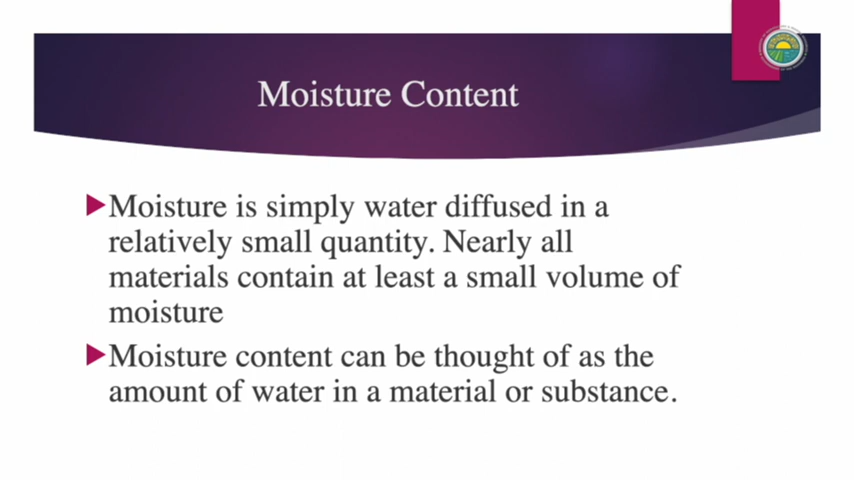 Moisture Content
Moisture is simply water diffused in a
relatively small quantity. Nearly all
materials contain at least a small volume of
moisture
Moisture content can be thought of as the
amount of water in a material or substance.